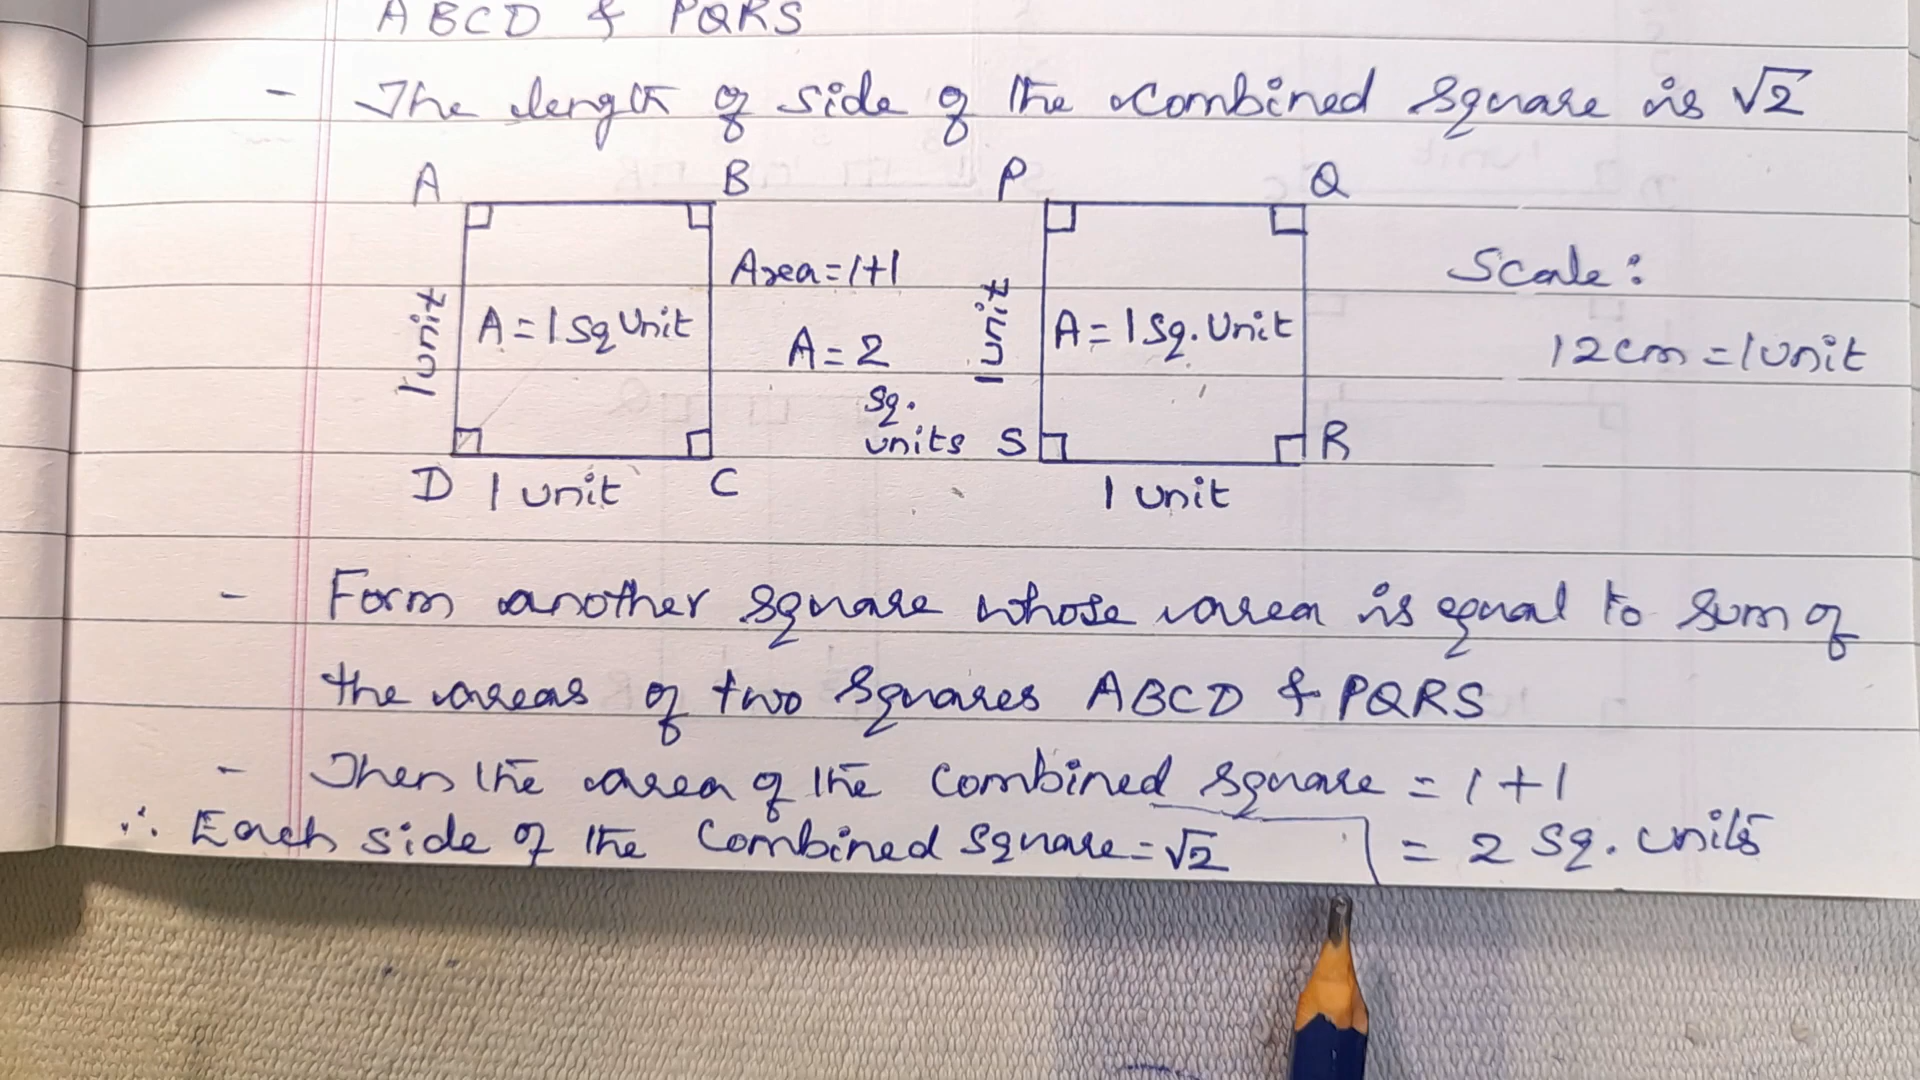 ABCD & PQRS
- The length of side of the combined square is √2
A B P Q
Area = 1+1
Scale:
1 unit A = 1 Sq Unit A = 2 1 unit A = 1 Sq. Unit 12cm = 1 unit
sq.
units S R
D 1 unit C 1 unit
- Form another square whose area is equal to sum of
the areas of two squares ABCD & PQRS
- Then the area of the combined square = 1+1
∴ Each side of the combined square = √2 = 2 sq. units